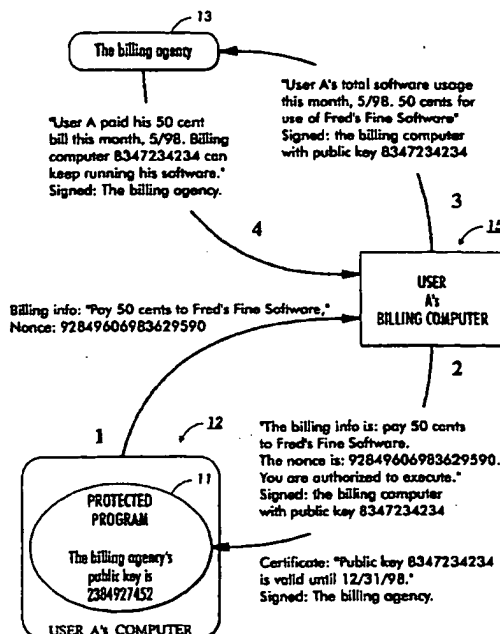 13
The billing agency
"User A's total software usage
this month, 5/98. 50 cents for
use of Fred's Fine Software"
Signed: the billing computer
with public key 8347234234
"User A paid his 50 cent
bill this month, 5/98. Billing
computer 8347234234 can
keep running his software."
Signed: The billing agency.
3
4
15
USER
A's
BILLING COMPUTER
Billing info: "Pay 50 cents to Fred's Fine Software,"
Nonce: 92849606983629590
2
1
12
"The billing info is: pay 50 cents
to Fred's Fine Software.
The nonce is: 92849606983629590.
You are authorized to execute."
Signed: the billing computer
with public key 8347234234
11
PROTECTED
PROGRAM
The billing agency's
public key is
2384927452
Certificate: "Public key 8347234234
is valid until 12/31/98."
Signed: The billing agency.
USER A's COMPUTER